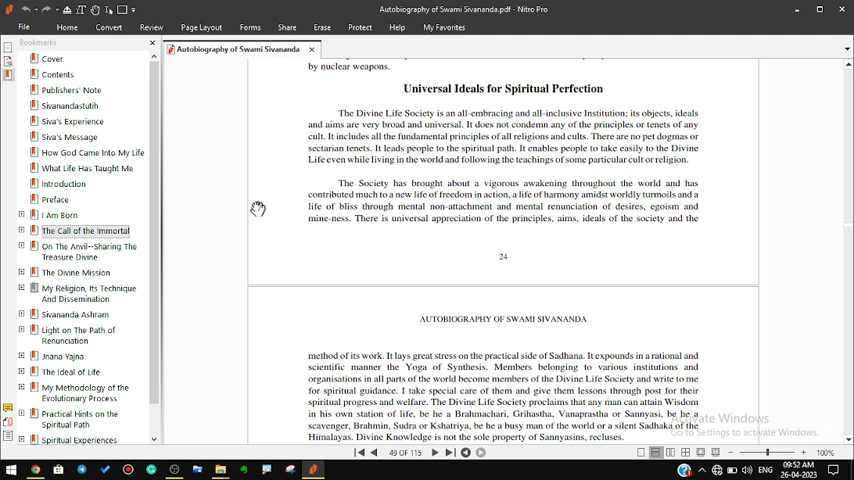 Autobiography of Swami Sivananda.pdf - Nitro Pro
File Home Convert Review Page Layout Forms Share Erase Protect Help My Favorites
Bookmarks
Autobiography of Swami Sivananda
Cover
Contents
Publishers' Note
Sivanandastutih
Siva's Experience
Siva's Message
How God Came Into My Life
What Life Has Taught Me
Introduction
Preface
I Am Born
The Call of the Immortal
On The Anvil--Sharing The
Treasure Divine
The Divine Mission
My Religion, Its Technique
And Dissemination
Sivananda Ashram
Light on The Path of
Renunciation
Jnana Yajna
The Ideal of Life
My Methodology of the
Evolutionary Process
Practical Hints on the
Spiritual Path
Spiritual Experiences
by nuclear weapons.
Universal Ideals for Spiritual Perfection
The Divine Life Society is an all-embracing and all-inclusive Institution; its objects, ideals
and aims are very broad and universal. It does not condemn any of the principles or tenets of any
cult. It includes all the fundamental principles of all religions and cults. There are no pet dogmas or
sectarian tenets. It leads people to the spiritual path. It enables people to take easily to the Divine
Life even while living in the world and following the teachings of some particular cult or religion.
The Society has brought about a vigorous awakening throughout the world and has
contributed much to a new life of freedom in action, a life of harmony amidst worldly turmoils and a
life of bliss through mental non-attachment and mental renunciation of desires, egoism and
mine-ness. There is universal appreciation of the principles, aims, ideals of the society and the
24
AUTOBIOGRAPHY OF SWAMI SIVANANDA
method of its work. It lays great stress on the practical side of Sadhana. It expounds in a rational and
scientific manner the Yoga of Synthesis. Members belonging to various institutions and
organisations in all parts of the world become members of the Divine Life Society and write to me
for spiritual guidance. I take special care of them and give lessons through post for their
spiritual progress and welfare. The Divine Life Society proclaims that any man can attain Wisdom
in his own station of life, be he a Brahmachari, Grihastha, Vanaprastha or Sannyasi, be he a
scavenger, Brahmin, Sudra or Kshatriya, be he a busy man of the world or a silent Sadhaka of the
Himalayas. Divine Knowledge is not the sole property of Sannyasins, recluses.
Activate Windows
Go to Settings to activate Windows.
49 OF 115
100%
ENG
09:52 AM
26-04-2023